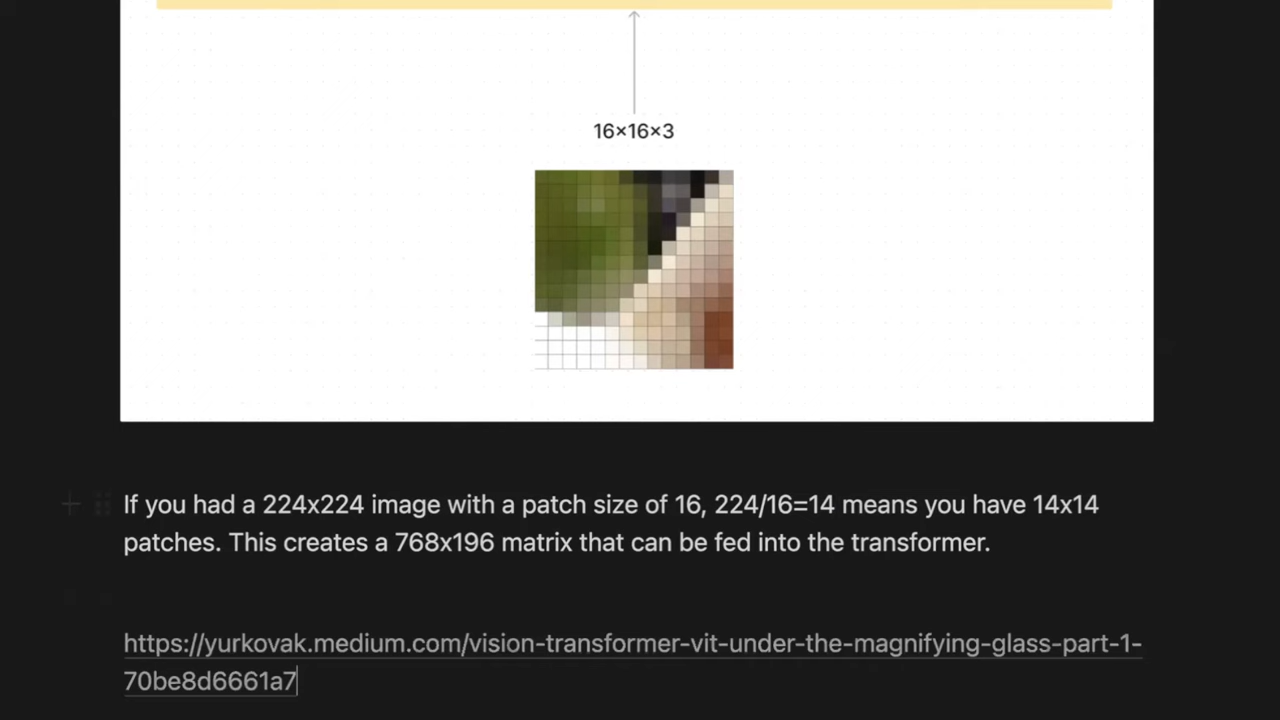 16×16×3
If you had a 224x224 image with a patch size of 16, 224/16=14 means you have 14x14
patches. This creates a 768x196 matrix that can be fed into the transformer.
https://yurkovak.medium.com/vision-transformer-vit-under-the-magnifying-glass-part-1-
70be8d6661a7